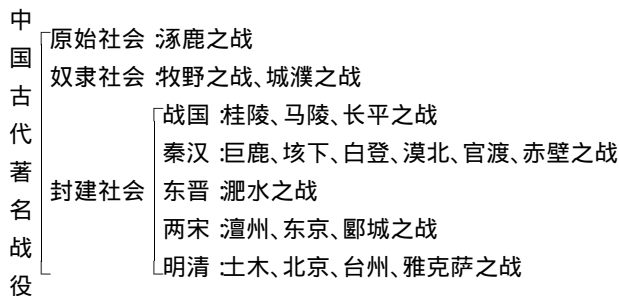 中国古代著名战役
原始社会:涿鹿之战
奴隶社会:牧野之战、城濮之战
封建社会
战国:桂陵、马陵、长平之战
秦汉:巨鹿、垓下、白登、漠北、官渡、赤壁之战
东晋:淝水之战
两宋:澶州、东京、郾城之战
明清:土木、北京、台州、雅克萨之战